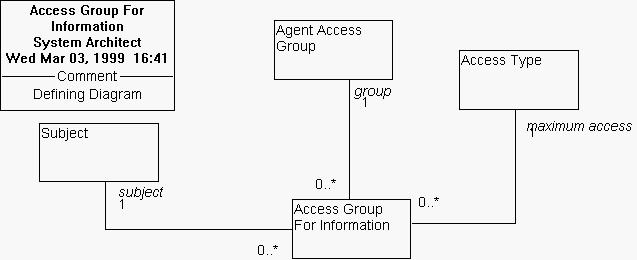 Access Group For
Information
System Architect
Wed Mar 03, 1999 16:41
Comment
Defining Diagram
Agent Access
Group
group
1
Access Type
maximum access
1
Subject
subject
1
0..*
0..*
0..*
Access Group
For Information